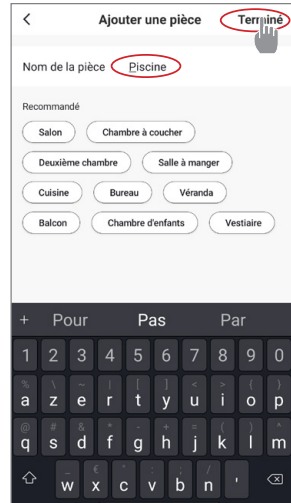 Ajouter une pièce Terminé
Nom de la pièce Piscine
Recommandé
Salon Chambre à coucher
Deuxième chambre Salle à manger
Cuisine Bureau Véranda
Balcon Chambre d'enfants Vestiaire
+ Pour Pas Par
1 2 3 4 5 6 7 8 9 0
a z e r t y u i o p
q s d f g h j k l m
w x c v b n '